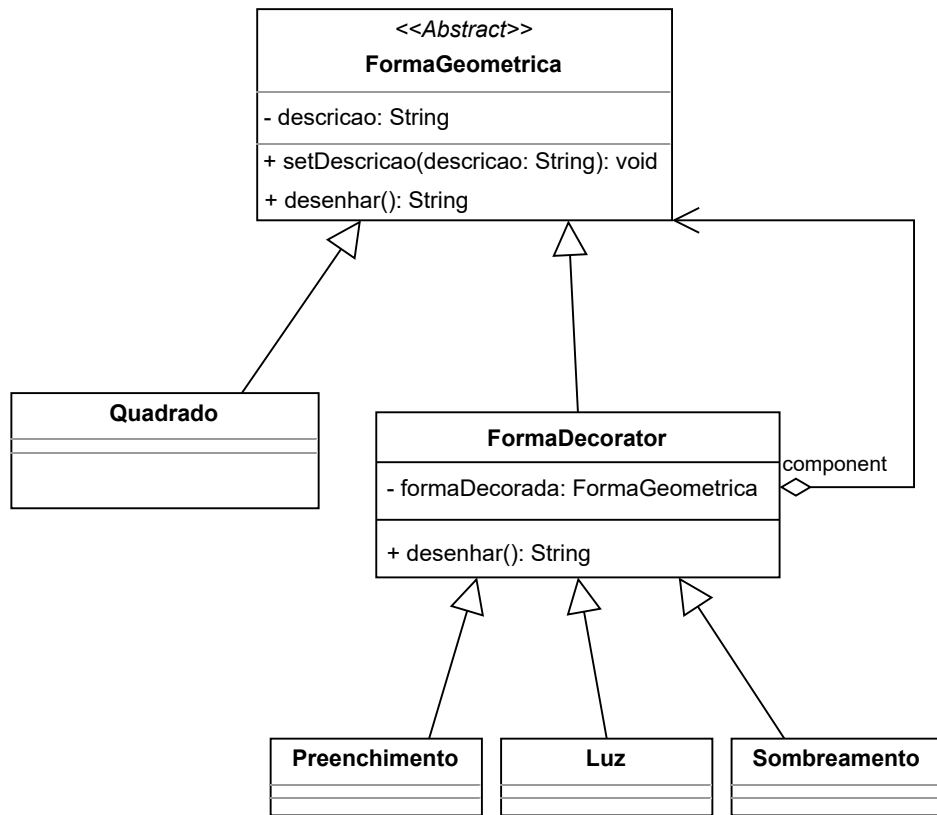 <<Abstract>>
FormaGeometrica
- descricao: String
+ setDescricao(descricao: String): void
+ desenhar(): String
Quadrado
FormaDecorator
- formaDecorada: FormaGeometrica
component
+ desenhar(): String
Preenchimento
Luz
Sombreamento